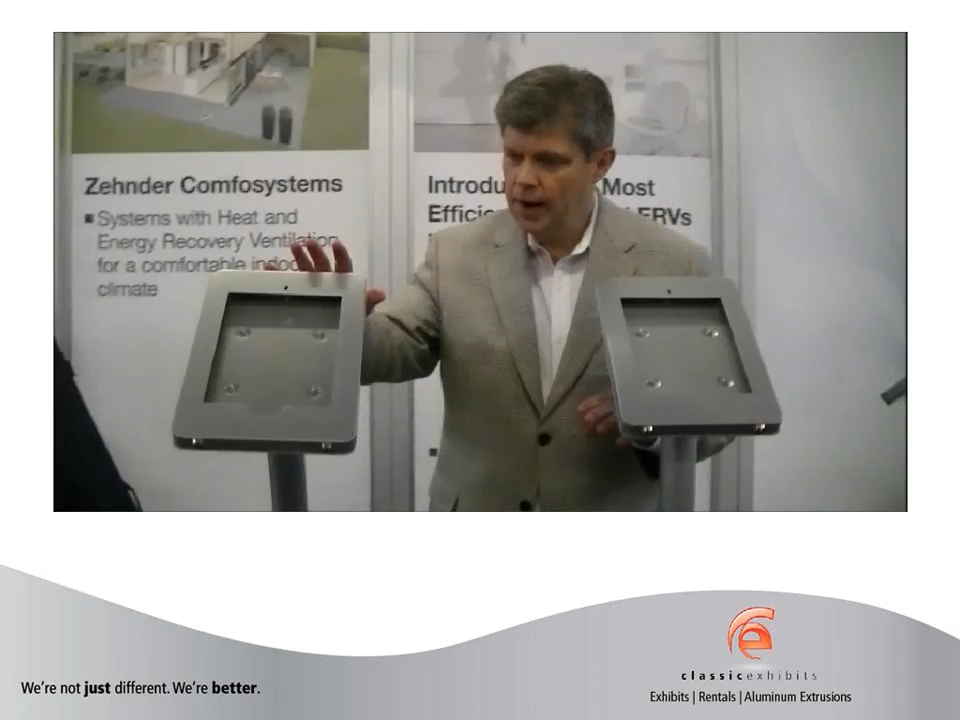 Zehnder Comfosystems
Systems with Heat and
Energy Recovery Ventilation
for a comfortable indoor
climate
Introdu Most
Effici ERVs
We're not just different. We're better.
classicexhibits
Exhibits | Rentals | Aluminum Extrusions